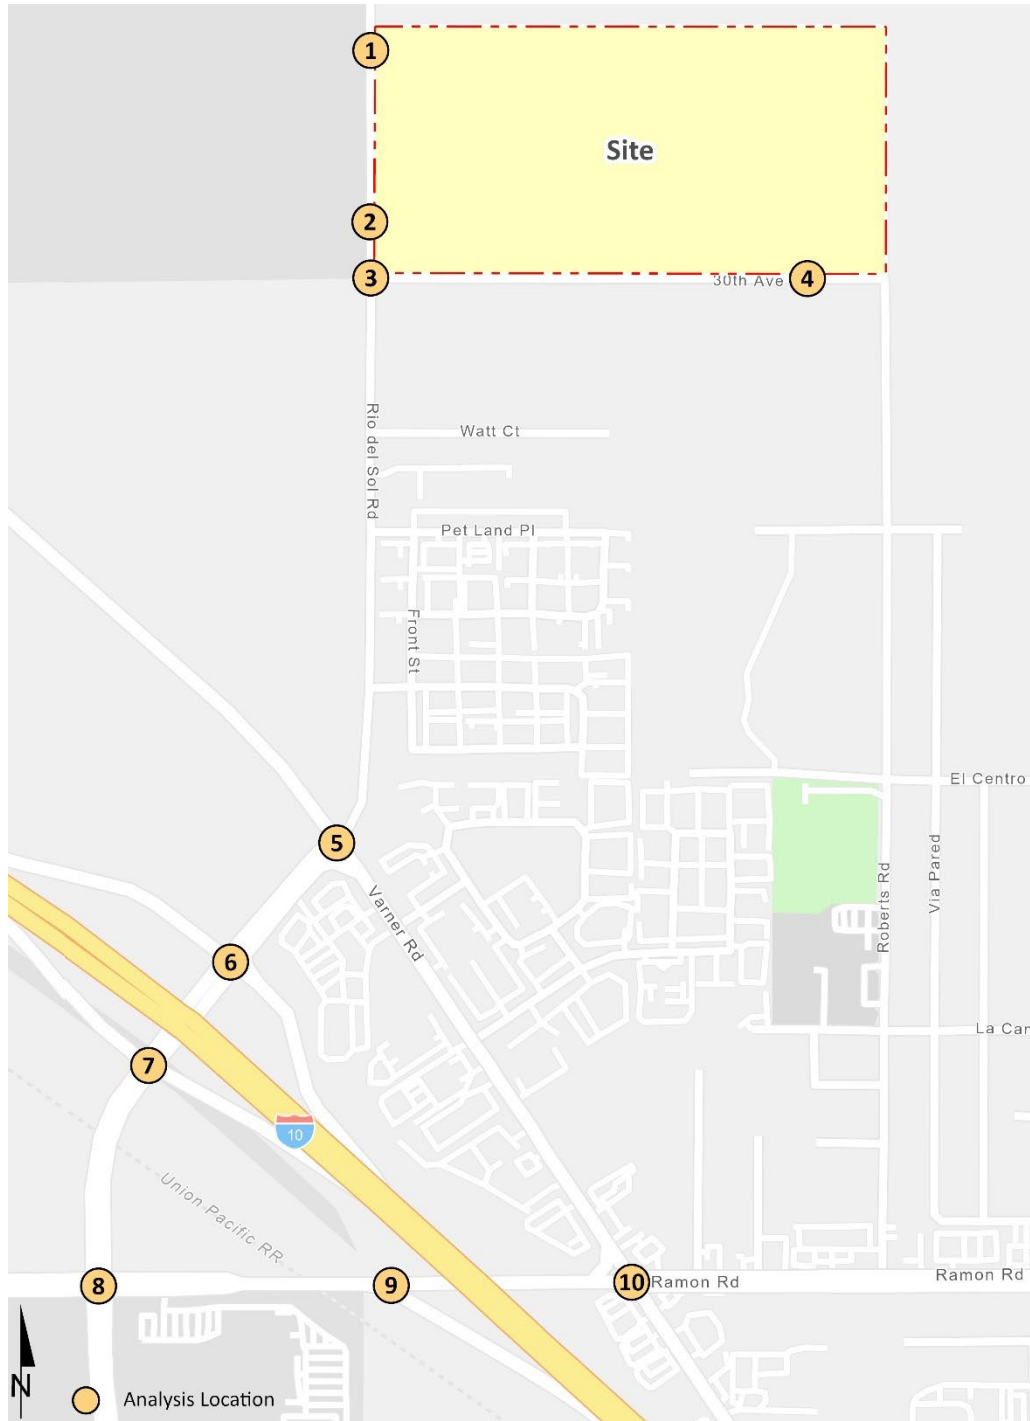 1
Site
2
3
30th Ave
4
Rio del Sol Rd
Watt Ct
Pet Land Pl
Front St
El Centro
5
Varner Rd
Roberts Rd
Via Pared
6
La Can
7
10
Union Pacific RR
8
9
10
Ramon Rd
Ramon Rd
N
Analysis Location